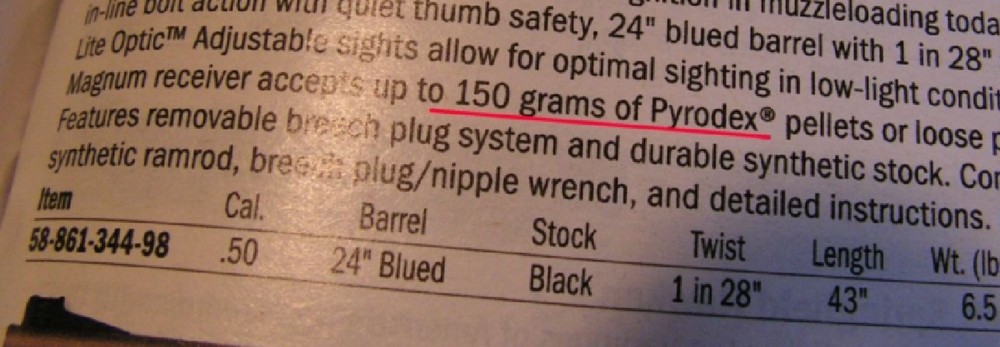 in-line bolt action with quiet thumb safety, 24" blued barrel with 1 in 28"
in muzzleloading
Lite Optic™ Adjustable sights allow for optimal sighting in low-light
Magnum receiver accepts up to 150 grams of Pyrodex® pellets or loose
Features removable breech plug system and durable synthetic stock.
synthetic ramrod, breech plug/nipple wrench, and detailed instructions.
Item Cal. Barrel Stock Twist Length Wt. (lb
58-861-344-98 .50 24" Blued Black 1 in 28" 43" 6.5